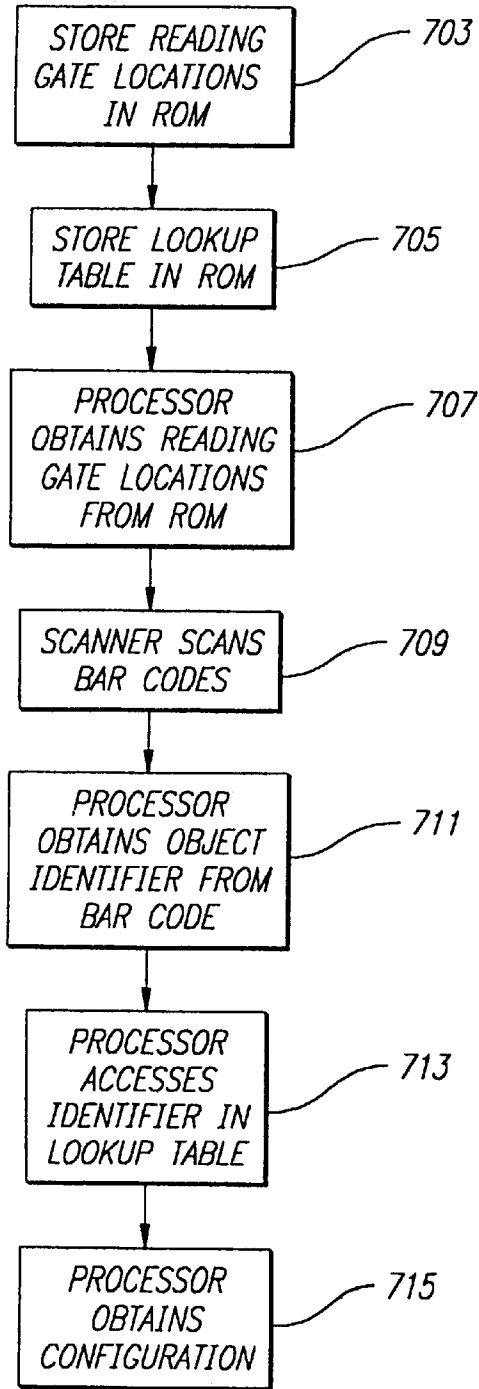 STORE READING
GATE LOCATIONS
IN ROM
703
STORE LOOKUP
TABLE IN ROM
705
PROCESSOR
OBTAINS READING
GATE LOCATIONS
FROM ROM
707
SCANNER SCANS
BAR CODES
709
PROCESSOR
OBTAINS OBJECT
IDENTIFIER FROM
BAR CODE
711
PROCESSOR
ACCESSES
IDENTIFIER IN
LOOKUP TABLE
713
PROCESSOR
OBTAINS
CONFIGURATION
715